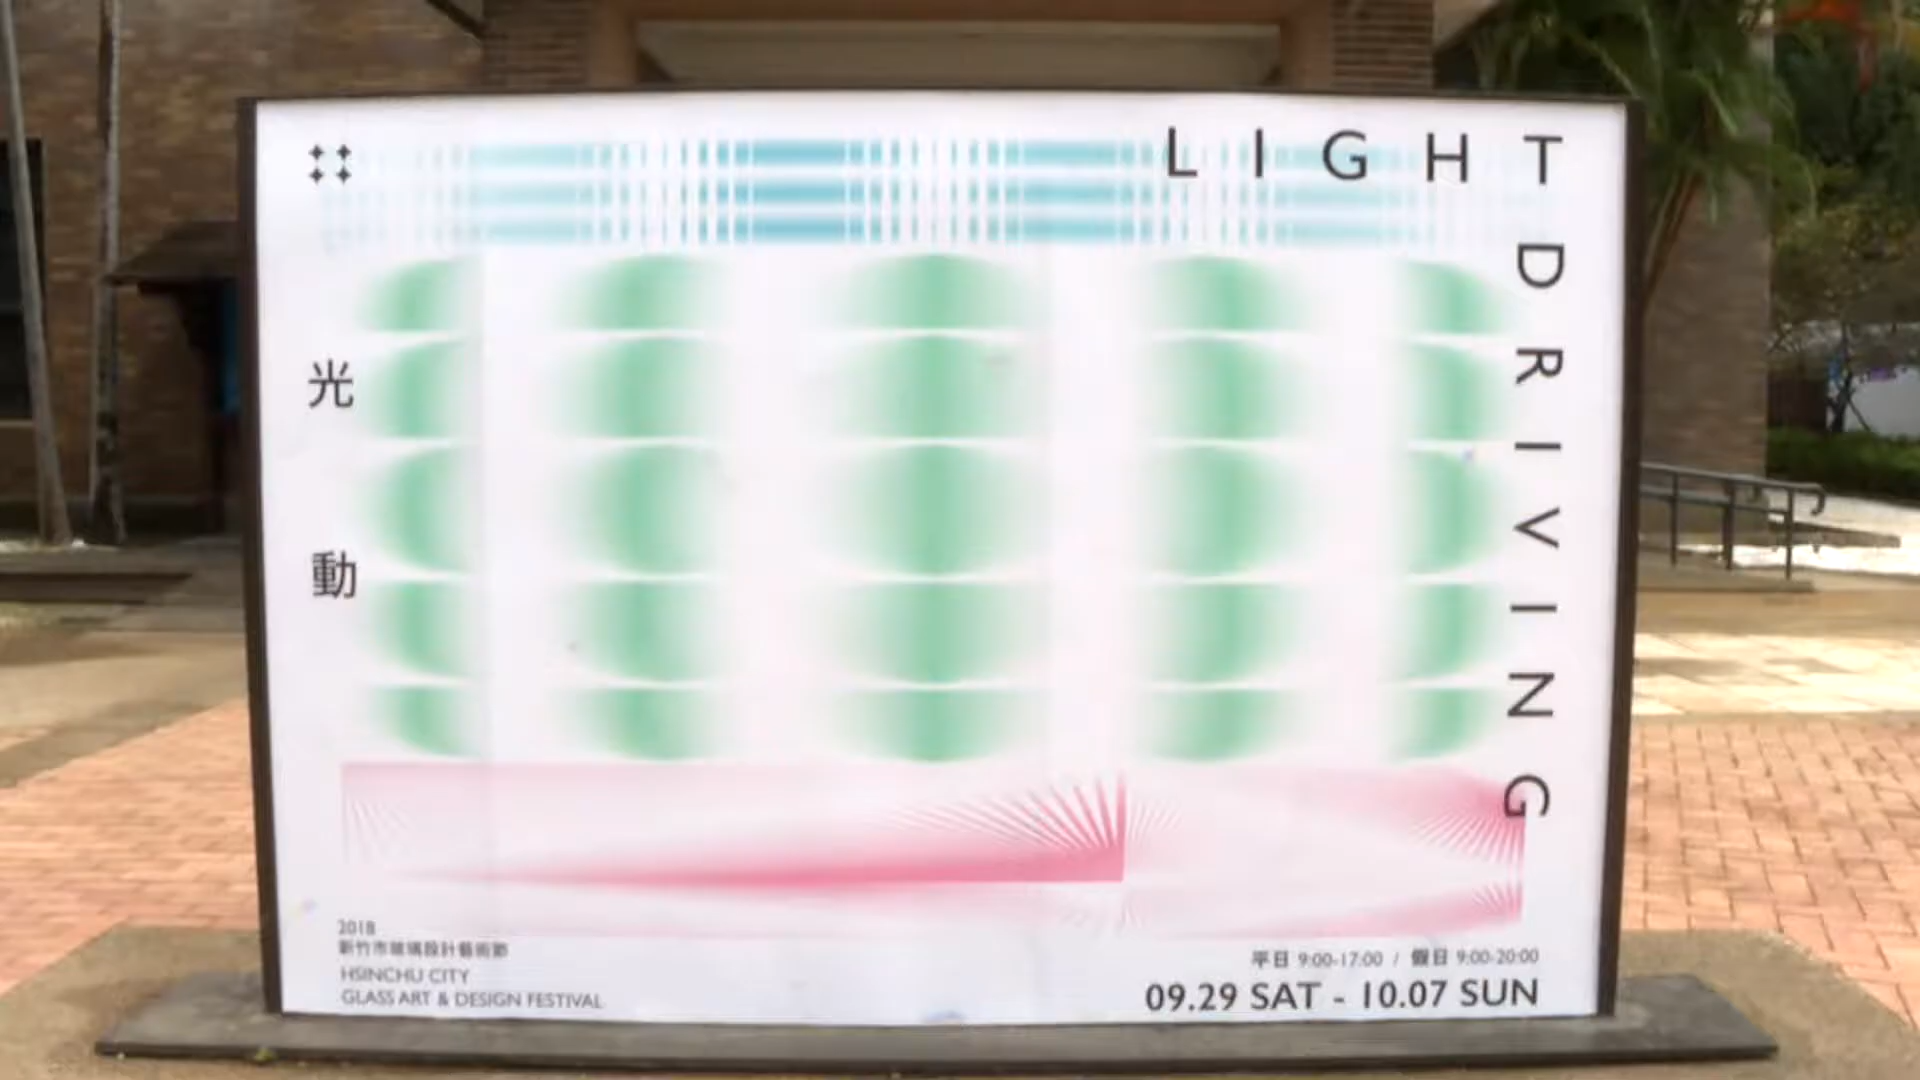 LIGHT
DRIVING
光動
2018
新竹市玻璃設計藝術節
HSINCHU CITY
GLASS ART & DESIGN FESTIVAL
平日 9:00-17:00 / 假日 9:00-20:00
09.29 SAT - 10.07 SUN